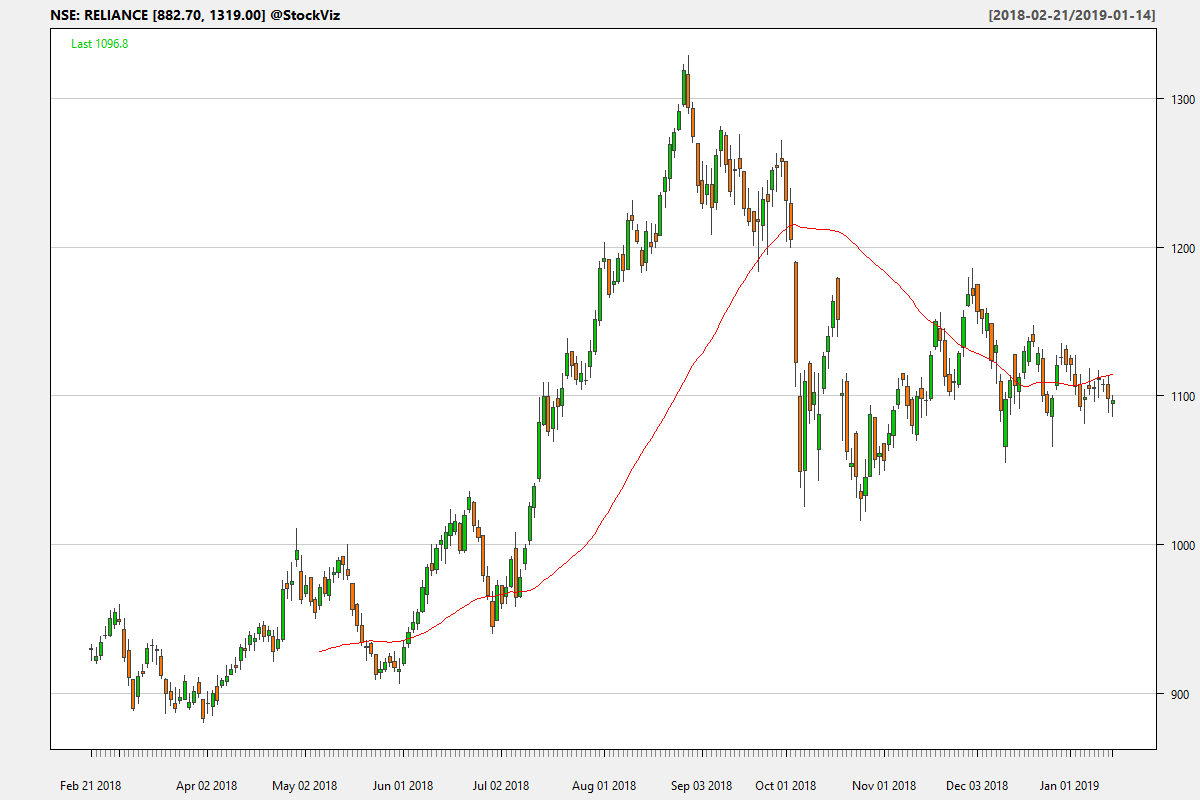 NSE: RELIANCE [882.70, 1319.00] @StockViz
[2018-02-21/2019-01-14]
Last 1096.8
1300
1200
1100
1000
900
Feb 21 2018
Apr 02 2018
May 02 2018
Jun 01 2018
Jul 02 2018
Aug 01 2018
Sep 03 2018
Oct 01 2018
Nov 01 2018
Dec 03 2018
Jan 01 2019